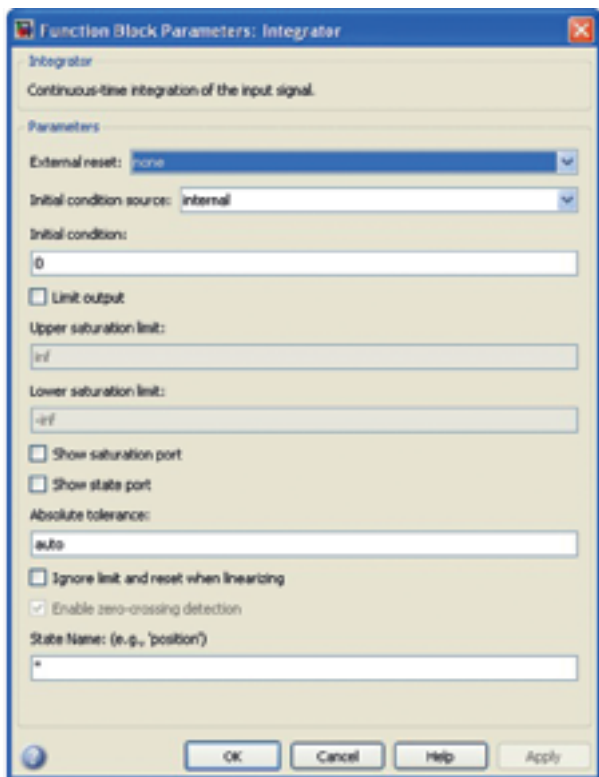 Function Block Parameters: Integrator
Integrator
Continuous-time integration of the input signal.
Parameters
External reset: none
Initial condition source: internal
Initial condition:
0
Limit output
Upper saturation limit:
inf
Lower saturation limit:
-inf
Show saturation port
Show state port
Absolute tolerance:
auto
Ignore limit and reset when linearizing
Enable zero-crossing detection
State Name: (e.g., 'position')
OK Cancel Help Apply